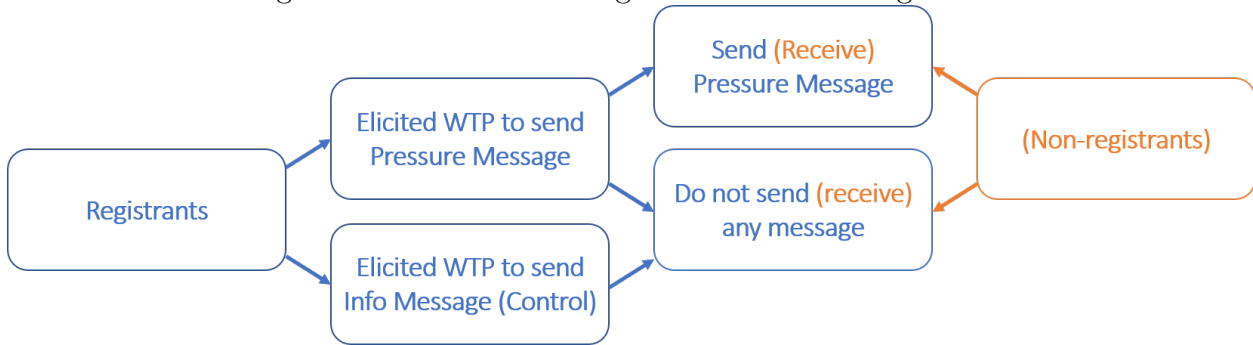 Registrants
Elicited WTP to send
Pressure Message
Elicited WTP to send
Info Message (Control)
Send (Receive)
Pressure Message
Do not send (receive)
any message
(Non-registrants)